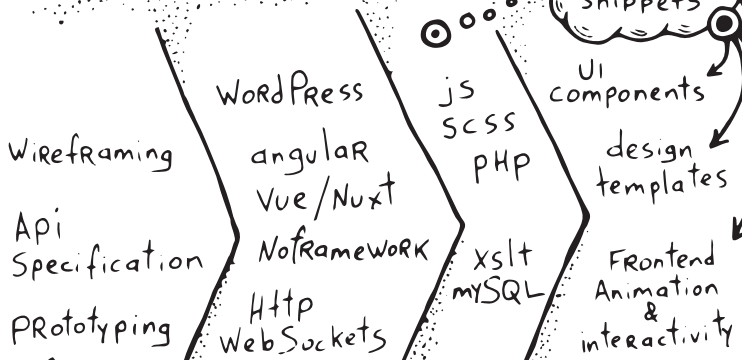 snippets
Wireframing
Api
Specification
Prototyping
WordPress
angular
Vue/Nuxt
Noframework
Http
WebSockets
js
scss
php
xslt
mySQL
UI
components
design
templates
Frontend
Animation
&
interactivity